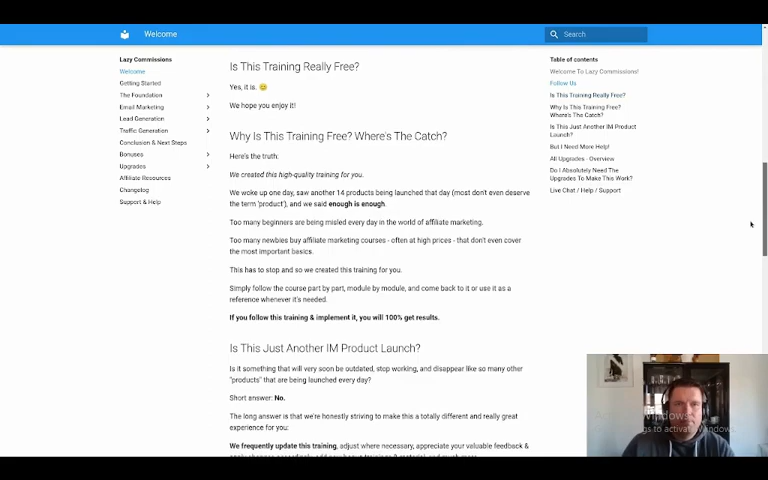 Welcome
Search
Lazy Commissions
Welcome
Getting Started
The Foundation
Email Marketing
Lead Generation
Traffic Generation
Conclusion & Next Steps
Bonuses
Upgrades
Affiliate Resources
Changelog
Support & Help
Is This Training Really Free?
Yes, it is. 😊
We hope you enjoy it!
Why Is This Training Free? Where's The Catch?
Here's the truth:
We created this high-quality training for you.
We woke up one day, saw another 14 products being launched that day (most don't even deserve
the term 'product'), and we said enough is enough.
Too many beginners are being misled every day in the world of affiliate marketing.
Too many newbies buy affiliate marketing courses - often at high prices - that don't even cover
the most important basics.
This has to stop and so we created this training for you.
Simply follow the course part by part, module by module, and come back to it or use it as a
reference whenever it's needed.
If you follow this training & implement it, you will 100% get results.
Is This Just Another IM Product Launch?
Is it something that will very soon be outdated, stop working, and disappear like so many other
"products" that are being launched every day?
Short answer: No.
The long answer is that we're honestly striving to make this a totally different and really great
experience for you:
We frequently update this training, adjust where necessary, appreciate your valuable feedback &
Table of contents
Welcome To Lazy Commissions!
Follow Us
Is This Training Really Free?
Why Is This Training Free?
Where's The Catch?
Is This Just Another IM Product
Launch?
But I Need More Help!
All Upgrades - Overview
Do I Absolutely Need The
Upgrades To Make This Work?
Live Chat / Help / Support
Windows
gs to activate Windows